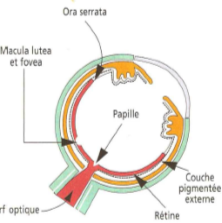 Ora serrata
Macula lutea
et fovea
Papille
Couche
pigmentée
externe
rf optique
Rétine